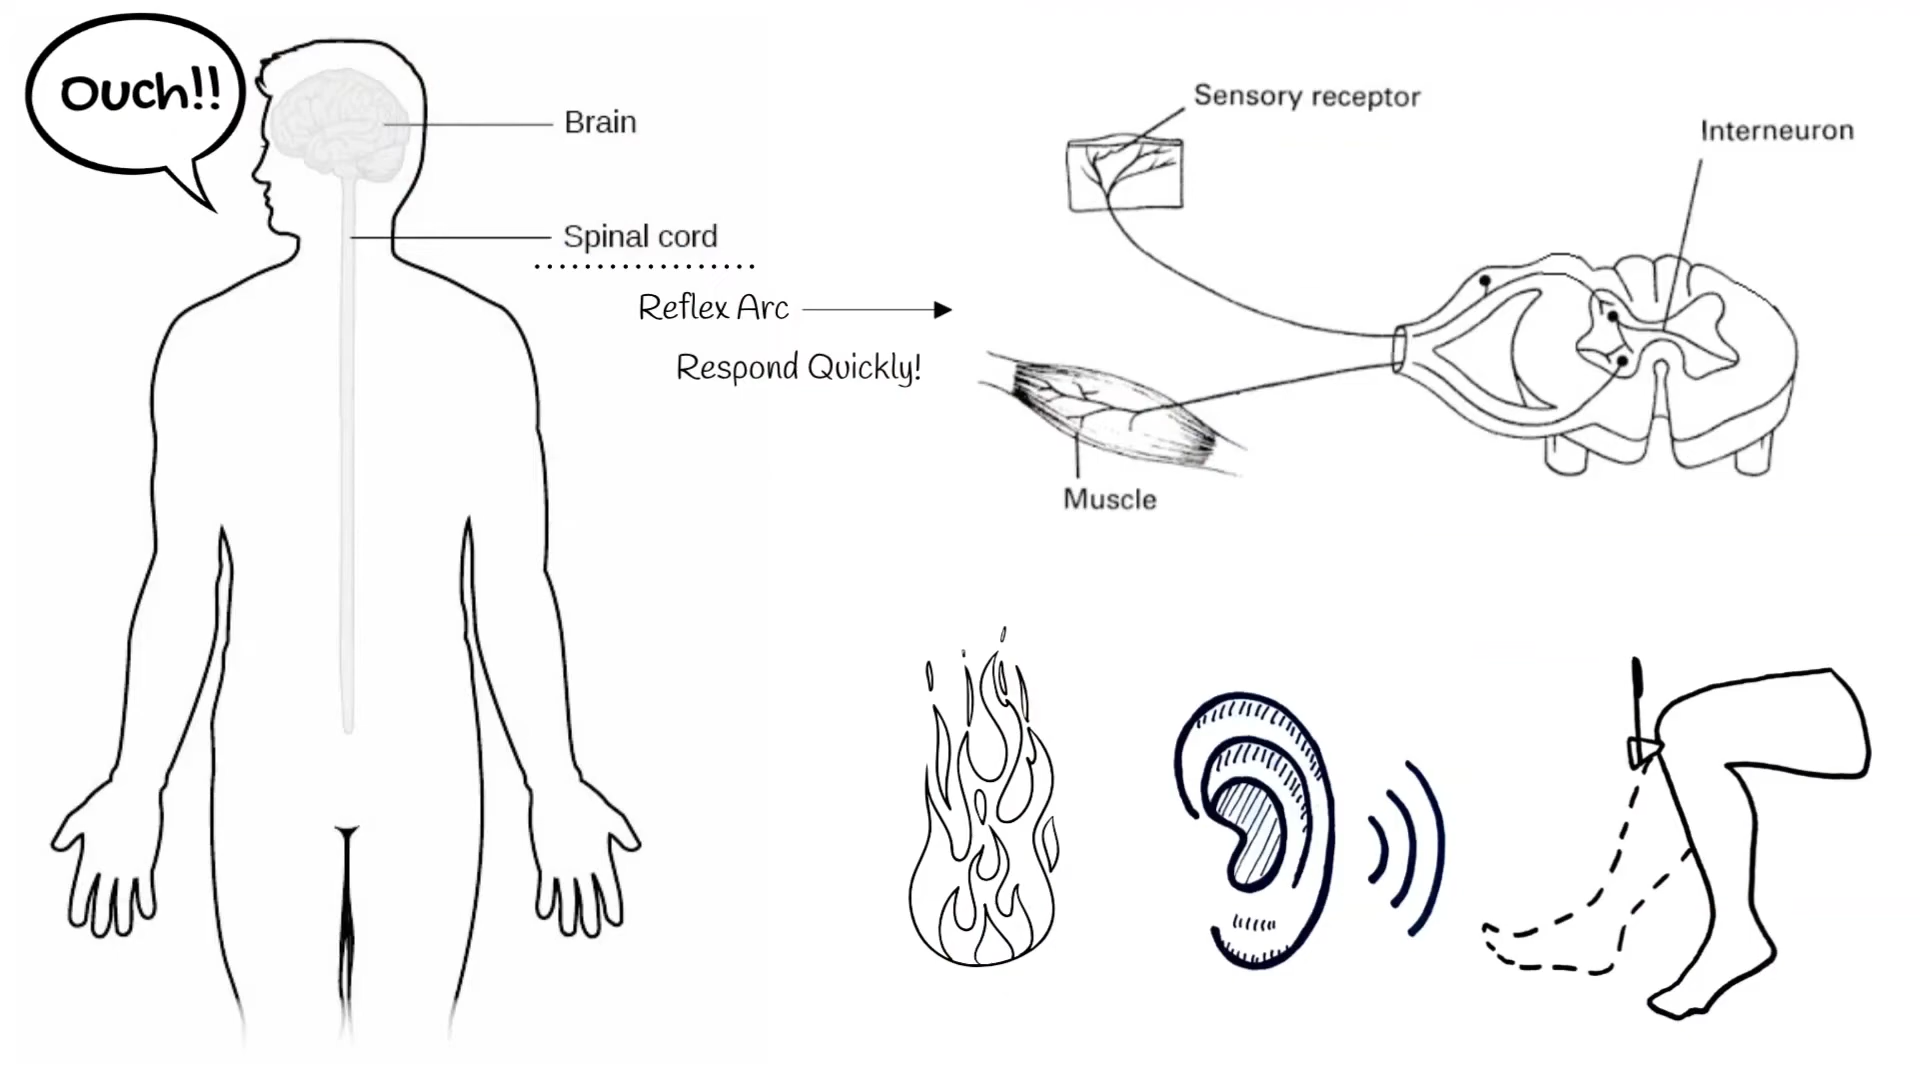 Ouch!!
Brain
Spinal cord
Reflex Arc
Respond Quickly!
Sensory receptor
Interneuron
Muscle